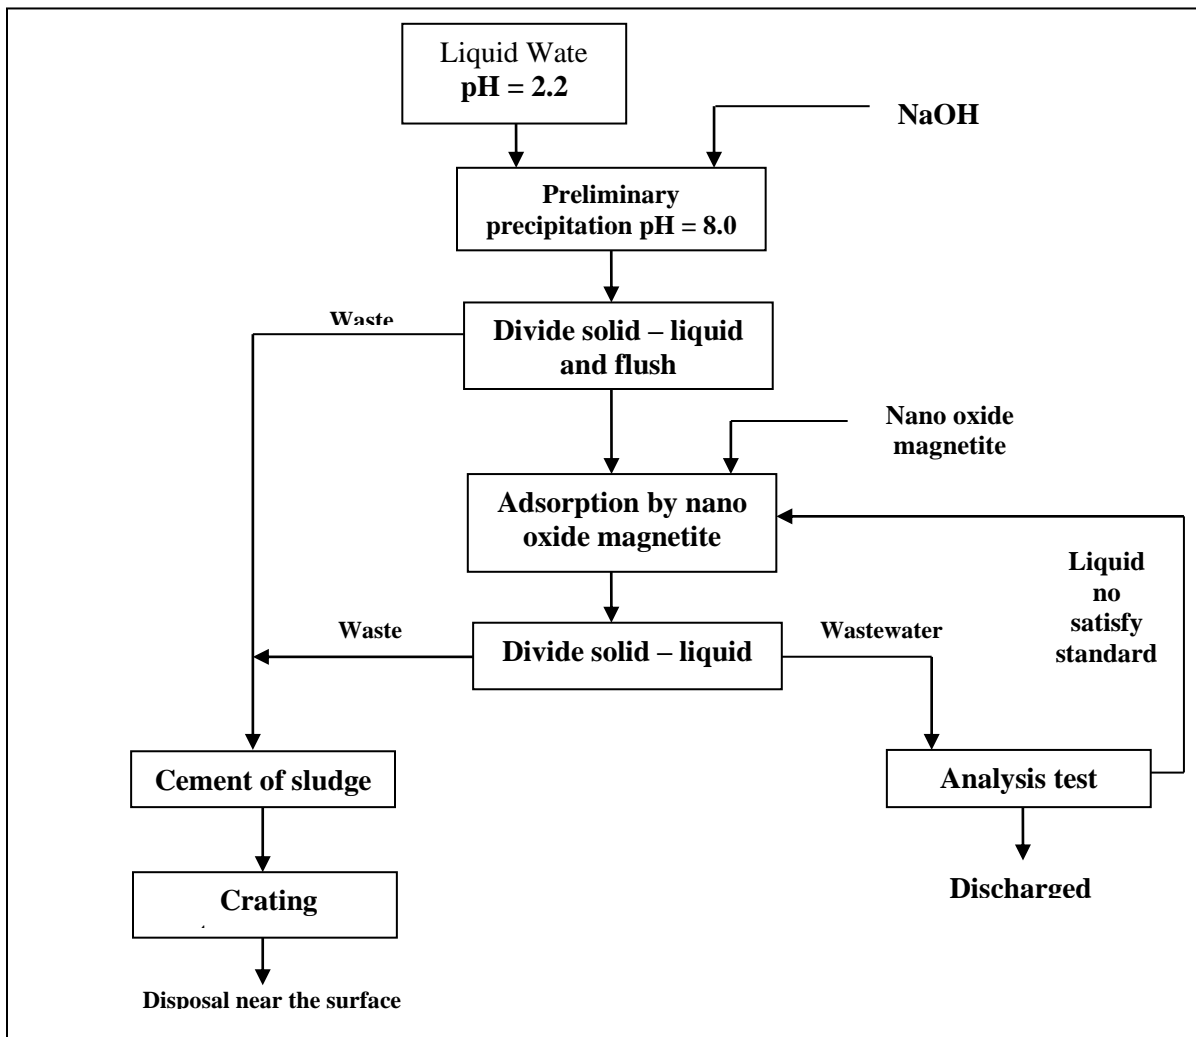 Liquid Wate
pH = 2.2
NaOH
Preliminary
precipitation pH = 8.0
Waste
Divide solid – liquid
and flush
Nano oxide
magnetite
Adsorption by nano
oxide magnetite
Liquid
no
satisfy
standard
Waste
Divide solid – liquid
Wastewater
Cement of sludge
Analysis test
Crating
Discharged
Disposal near the surface